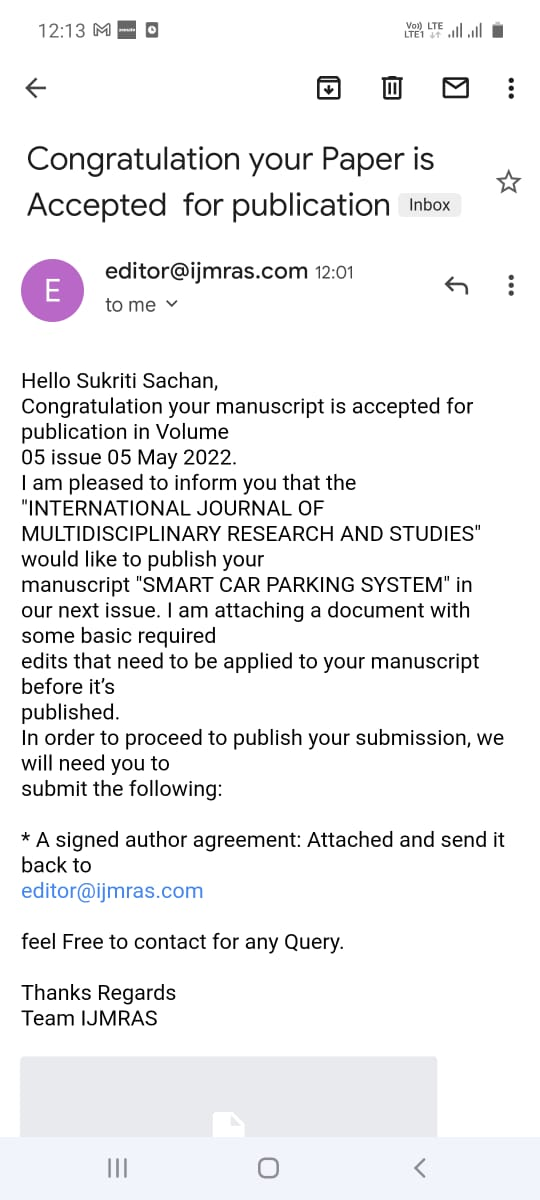 12:13
Vo) LTE
LTE1
Congratulation your Paper is
Accepted for publication Inbox
E
editor@ijmras.com 12:01
to me
Hello Sukriti Sachan,
Congratulation your manuscript is accepted for
publication in Volume
05 issue 05 May 2022.
I am pleased to inform you that the
"INTERNATIONAL JOURNAL OF
MULTIDISCIPLINARY RESEARCH AND STUDIES"
would like to publish your
manuscript "SMART CAR PARKING SYSTEM" in
our next issue. I am attaching a document with
some basic required
edits that need to be applied to your manuscript
before it’s
published.
In order to proceed to publish your submission, we
will need you to
submit the following:
* A signed author agreement: Attached and send it
back to
editor@ijmras.com
feel Free to contact for any Query.
Thanks Regards
Team IJMRAS